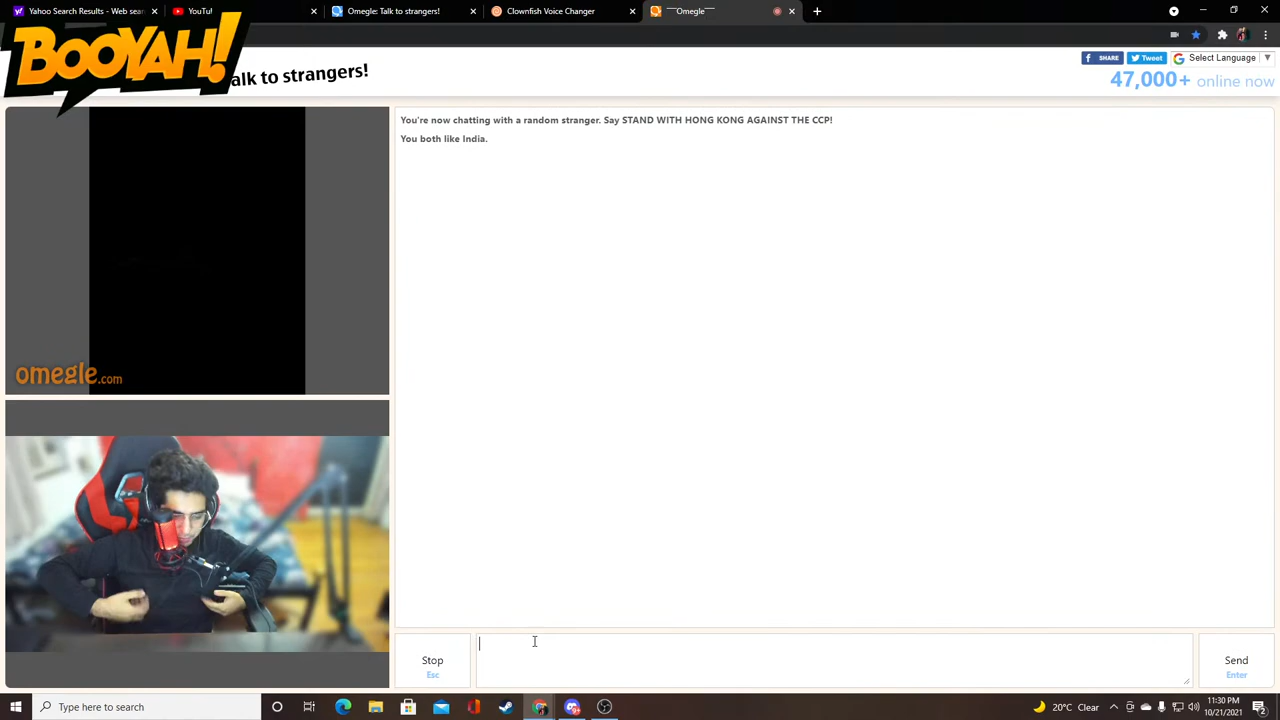 Yahoo Search Results - Web sear
YouTu!
Omegle: Talk to strangers!
Clownfish Voice Changer
"Omegle"
BOOYAH!
alk to strangers!
SHARE
Tweet
Select Language
47,000+ online now
You're now chatting with a random stranger. Say STAND WITH HONG KONG AGAINST THE CCP!
You both like India.
omegle.com
Stop
Esc
Send
Enter
Type here to search
20°C Clear
11:30 PM
10/21/2021